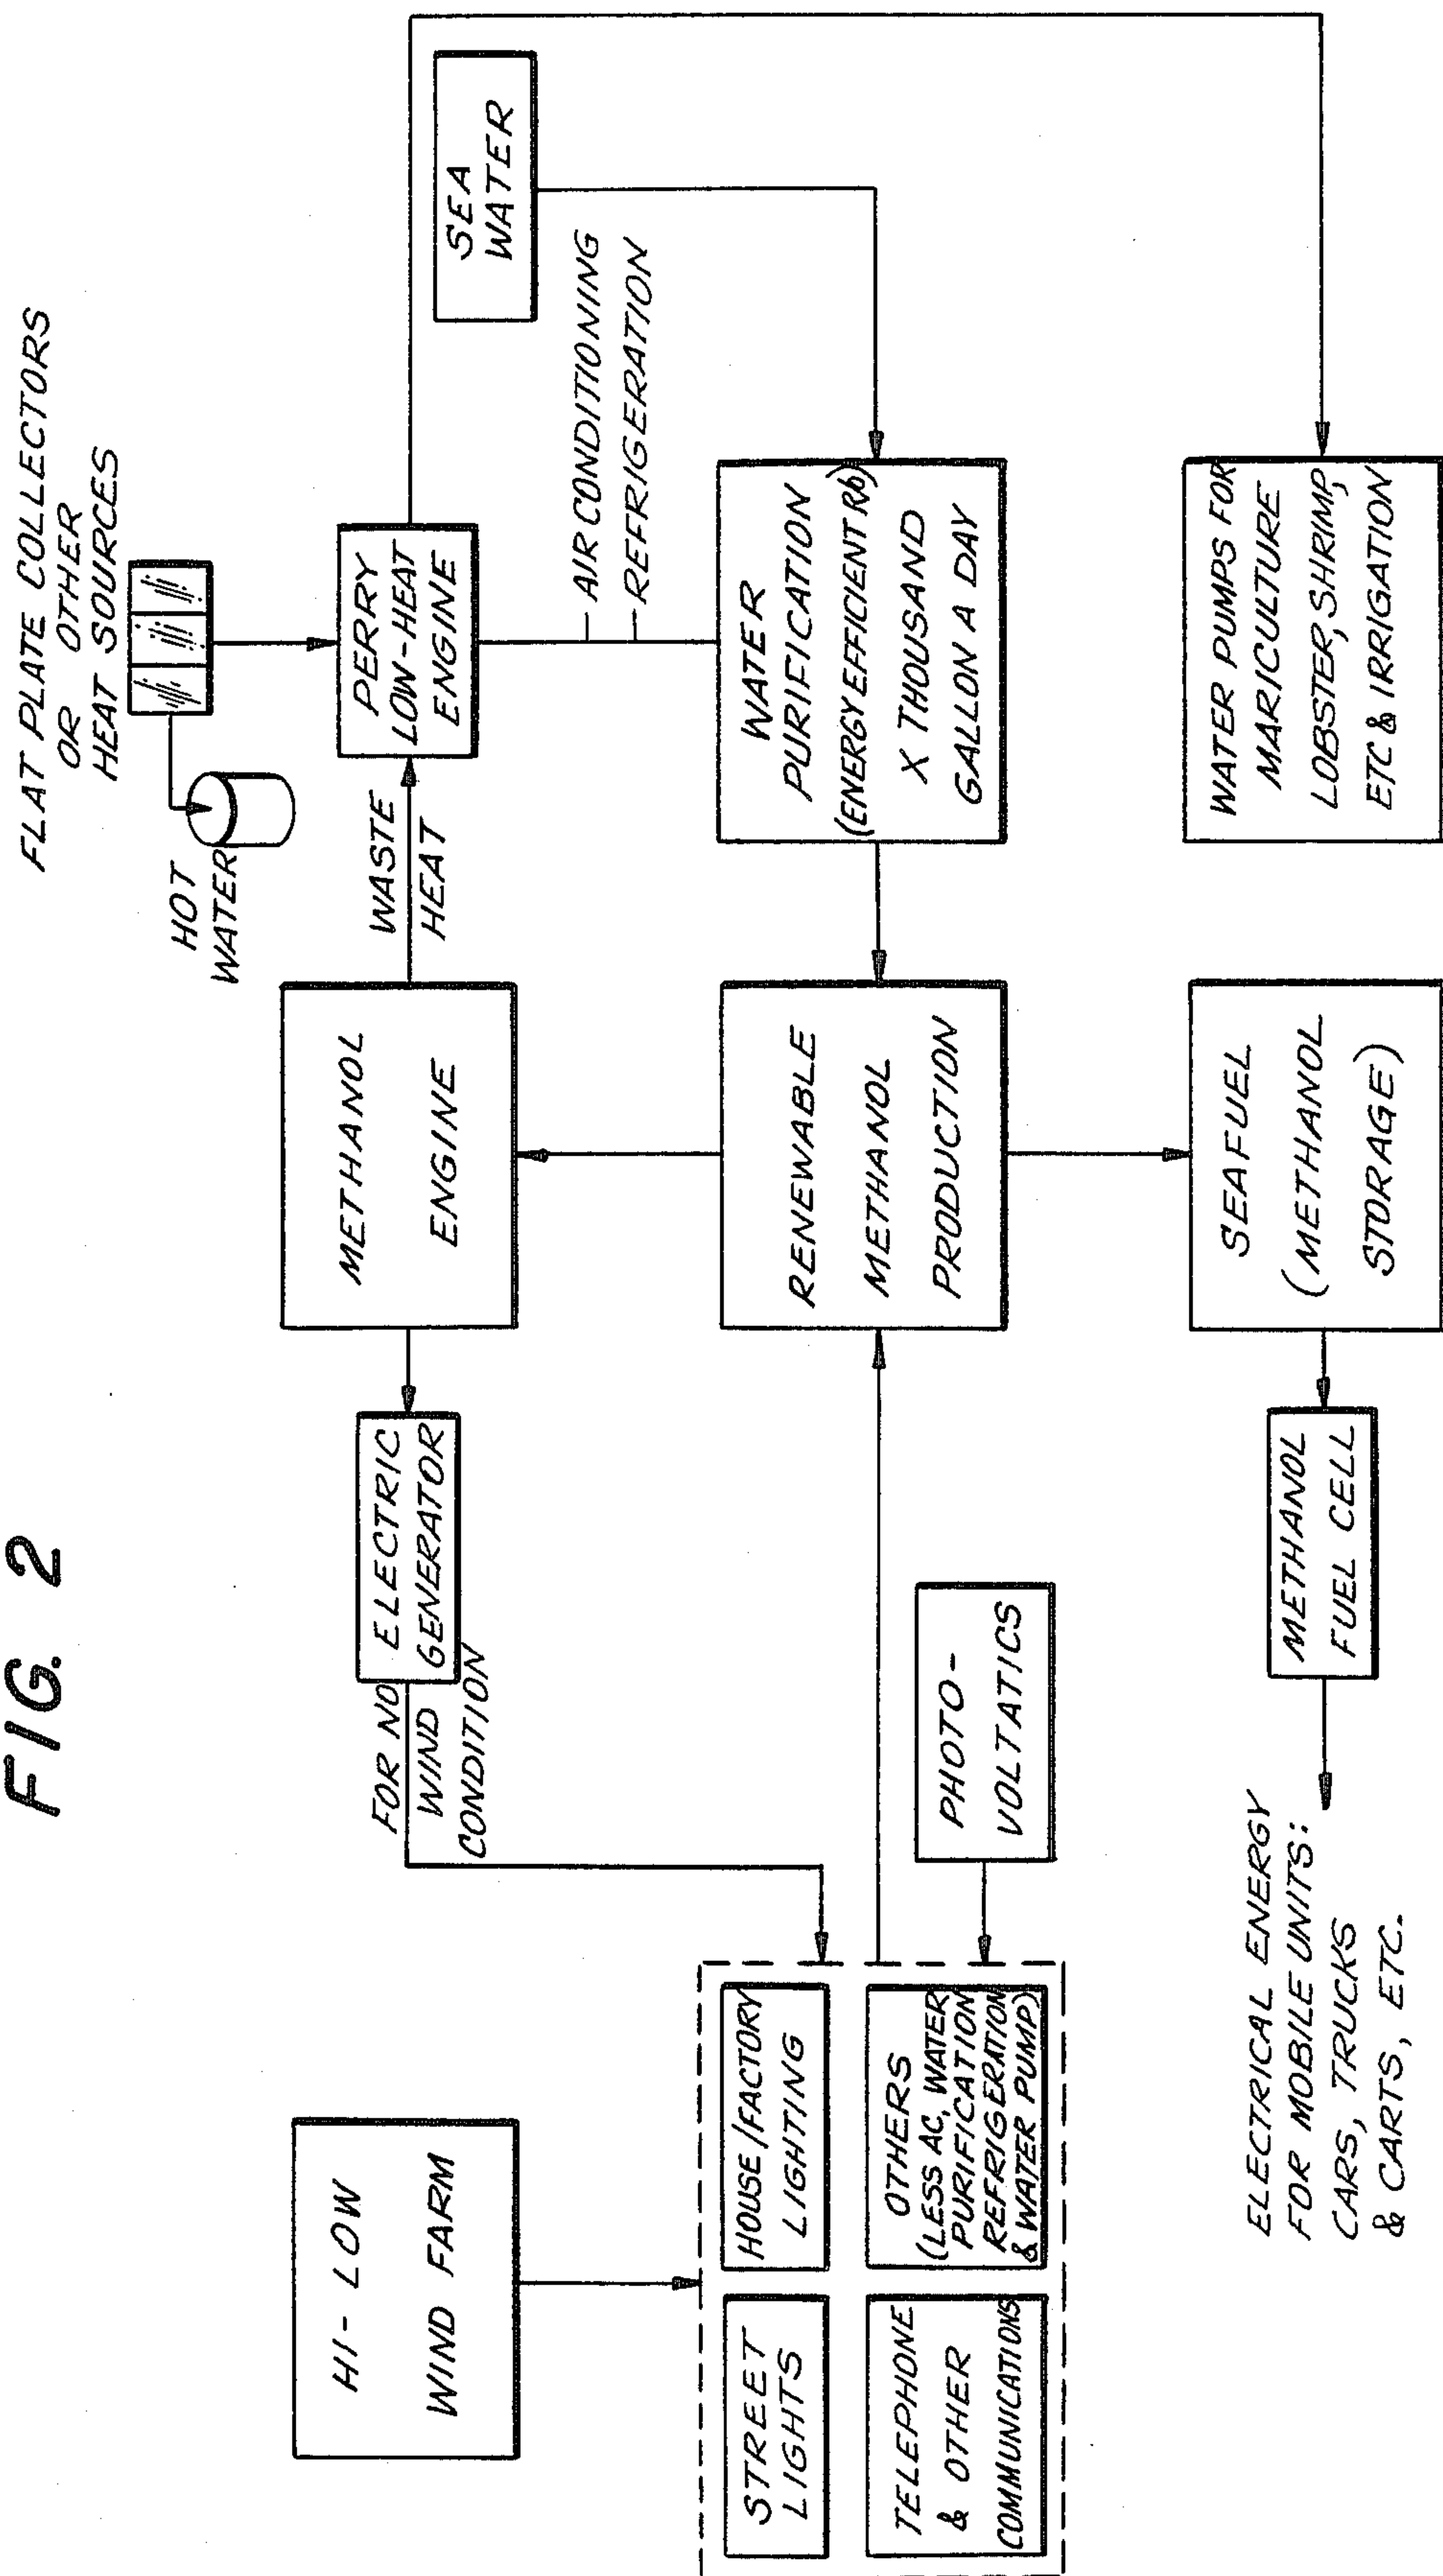 FIG. 2
FLAT PLATE COLLECTORS
OR OTHER
HEAT SOURCES
HOT
WATER
HI-LOW
WIND FARM
FOR NO
WIND
CONDITION
ELECTRIC
GENERATOR
METHANOL
ENGINE
WASTE
HEAT
PERRY
LOW-HEAT
ENGINE
SEA
WATER
AIR CONDITIONING
REFRIGERATION
STREET
LIGHTS
HOUSE/FACTORY
LIGHTING
TELEPHONE
& OTHER
COMMUNICATIONS
OTHERS
(LESS AC, WATER
PURIFICATION
REFRIGERATION
& WATER PUMP)
PHOTO-
VOLTATICS
RENEWABLE
METHANOL
PRODUCTION
WATER
PURIFICATION
(ENERGY EFFICIENT Rb)
X THOUSAND
GALLON A DAY
ELECTRICAL ENERGY
FOR MOBILE UNITS:
CARS, TRUCKS
& CARTS, ETC.
METHANOL
FUEL CELL
SEAFUEL
(METHANOL
STORAGE)
WATER PUMPS FOR
MARICULTURE
LOBSTER, SHRIMP,
ETC & IRRIGATION